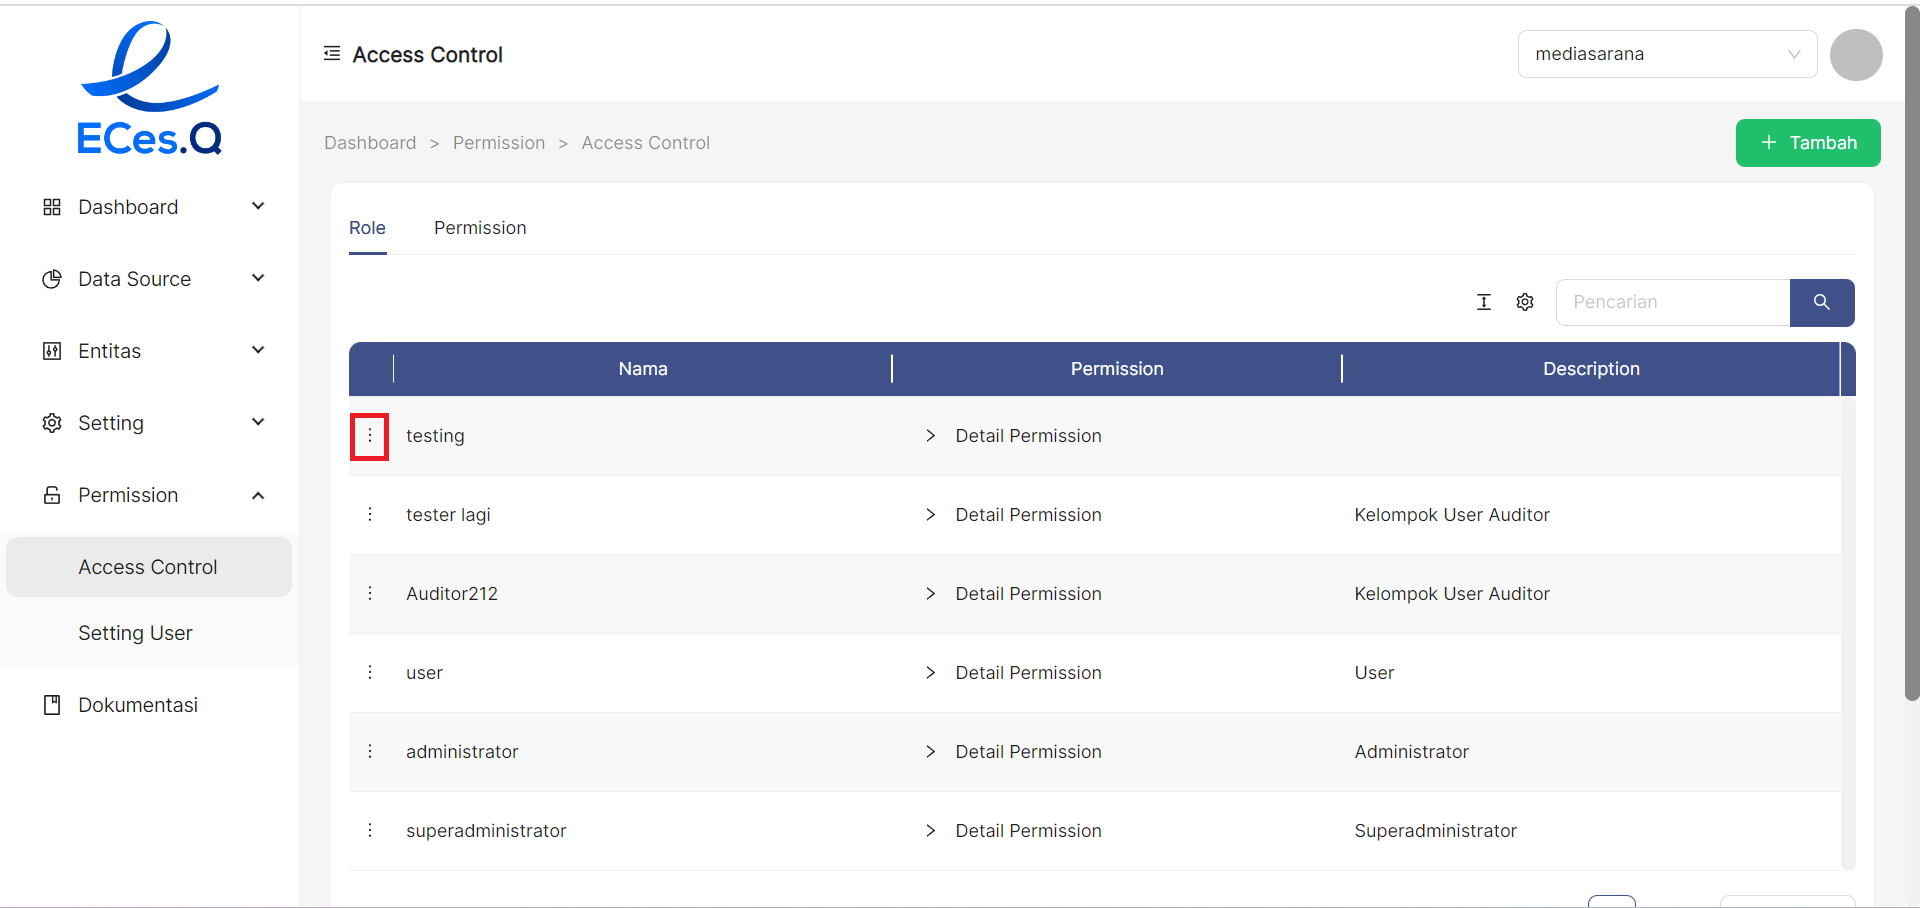 ECes.Q
Access Control
mediasarana
Dashboard > Permission > Access Control
+ Tambah
Dashboard
Data Source
Entitas
Setting
Permission
Access Control
Setting User
Dokumentasi
Role Permission
Pencarian
Nama Permission Description
testing > Detail Permission
tester lagi > Detail Permission Kelompok User Auditor
Auditor212 > Detail Permission Kelompok User Auditor
user > Detail Permission User
administrator > Detail Permission Administrator
superadministrator > Detail Permission Superadministrator